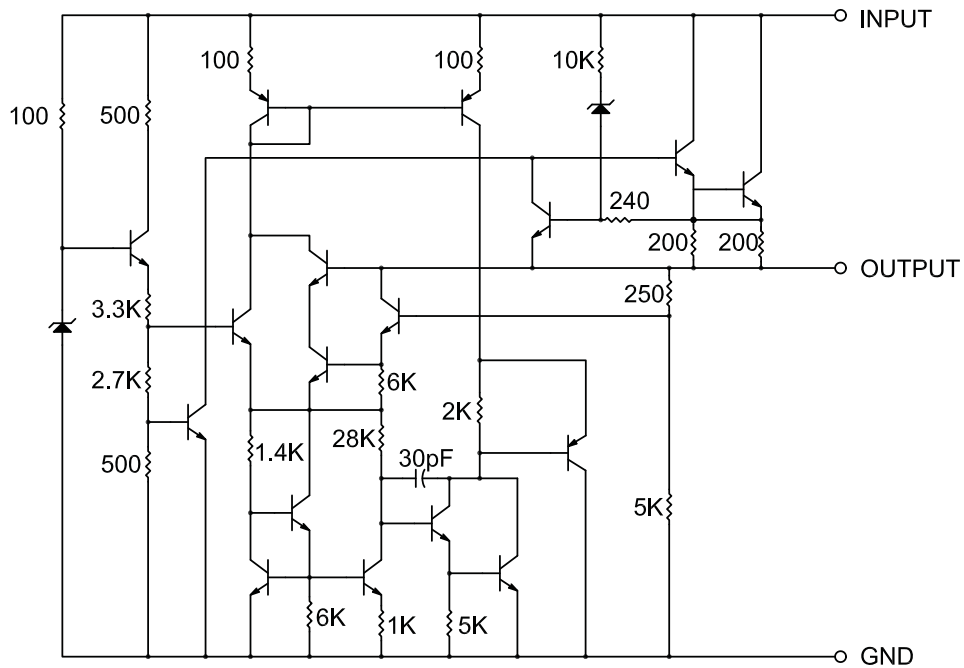 INPUT
100
100
10K
100
500
240
200
200
OUTPUT
250
3.3K
2.7K
6K
2K
28K
1.4K
30pF
500
5K
6K
1K
5K
GND